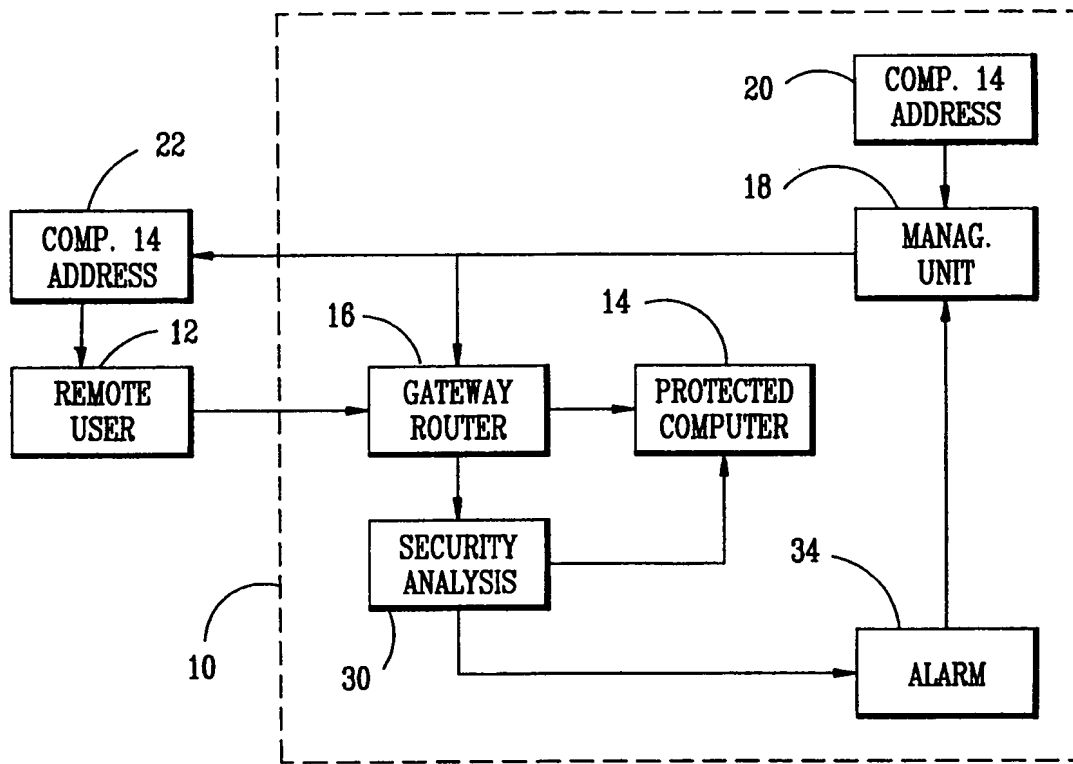 20
COMP. 14
ADDRESS
22
18
COMP. 14
ADDRESS
MANAG.
UNIT
12
16
14
REMOTE
USER
GATEWAY
ROUTER
PROTECTED
COMPUTER
SECURITY
ANALYSIS
34
10
30
ALARM